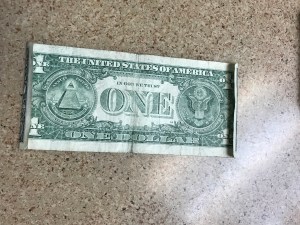 THE UNITED STATES OF AMERICA
IN GOD WE TRUST
ONE
ONE DOLLAR